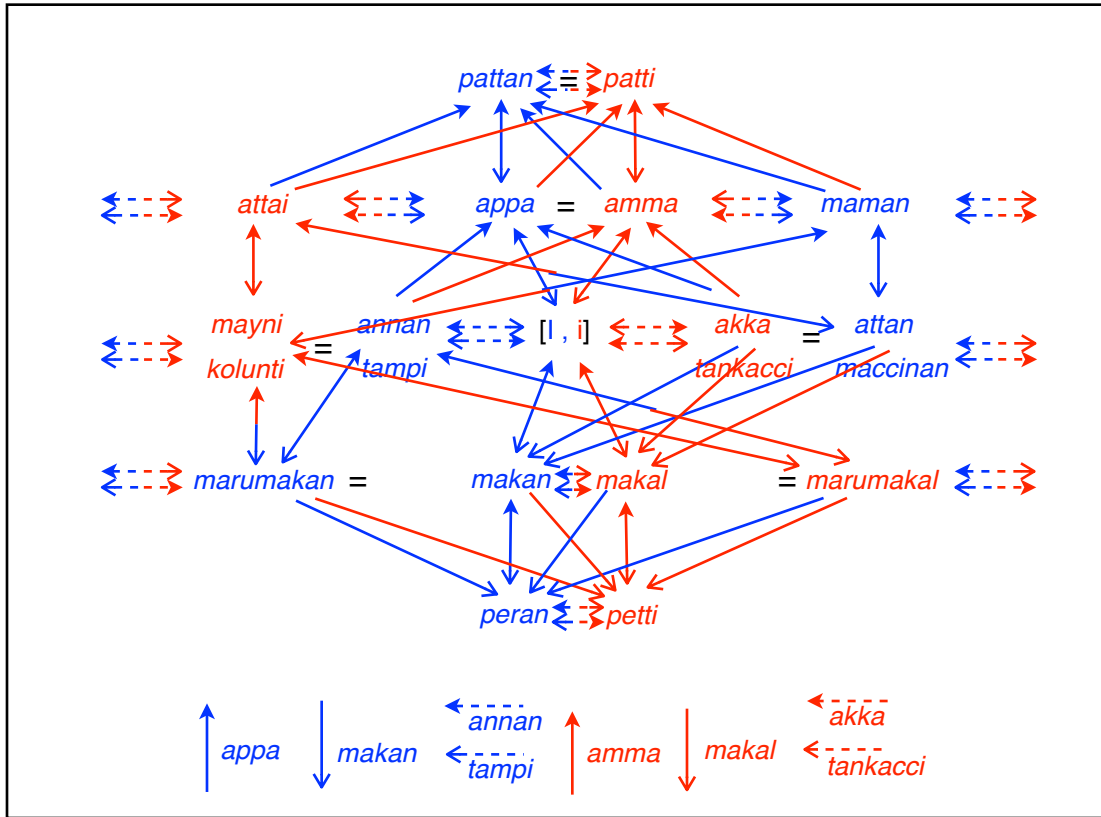 pattan = patti
attai appa = amma maman
mayni annan [I , i] akka attan
= =
kolunti tampi tankacci maccinan
marumakan = makan makal = marumakal
peran petti
annan akka
appa makan amma makal
tampi tankacci